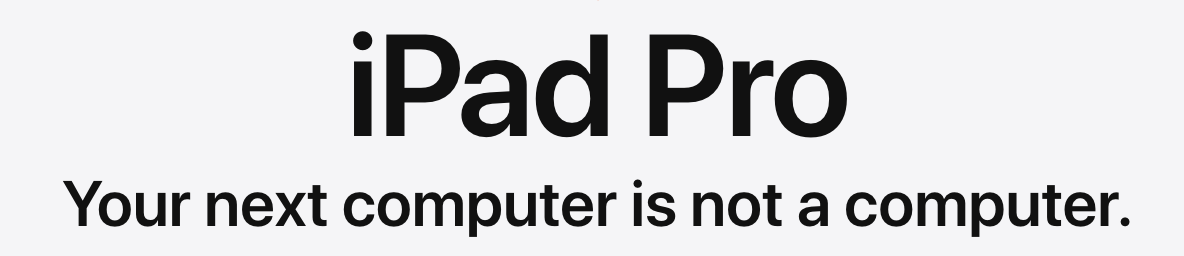 iPad Pro
Your next computer is not a computer.